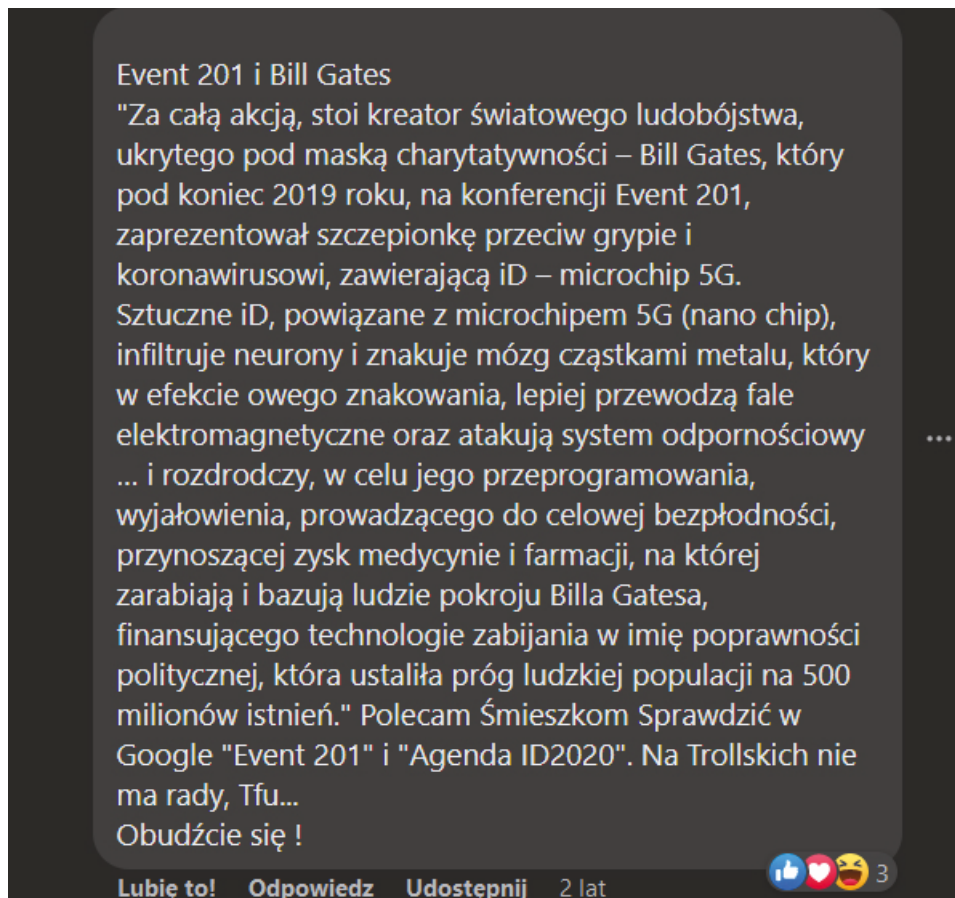 Event 201 i Bill Gates
"Za całą akcją, stoi kreator światowego ludobójstwa,
ukrytego pod maską charytatywności – Bill Gates, który
pod koniec 2019 roku, na konferencji Event 201,
zaprezentował szczepionkę przeciw grypie i
koronawirusowi, zawierającą iD – microchip 5G.
Sztuczne iD, powiązane z microchipem 5G (nano chip),
infiltruje neurony i znakuje mózg cząstkami metalu, który
w efekcie owego znakowania, lepiej przewodzą fale
elektromagnetyczne oraz atakują system odpornościowy
... i rozdrodczy, w celu jego przeprogramowania,
wyjałowienia, prowadzącego do celowej bezpłodności,
przynoszącej zysk medycynie i farmacji, na której
zarabiają i bazują ludzie pokroju Billa Gatesa,
finansującego technologie zabijania w imię poprawności
politycznej, która ustaliła próg ludzkiej populacji na 500
milionów istnień." Polecam Śmieszkom Sprawdzić w
Google "Event 201" i "Agenda ID2020". Na Trollskich nie
ma rady, Tfu...
Obudźcie się !
3
Lubię to! Odpowiedz Udostępnij 2 lat